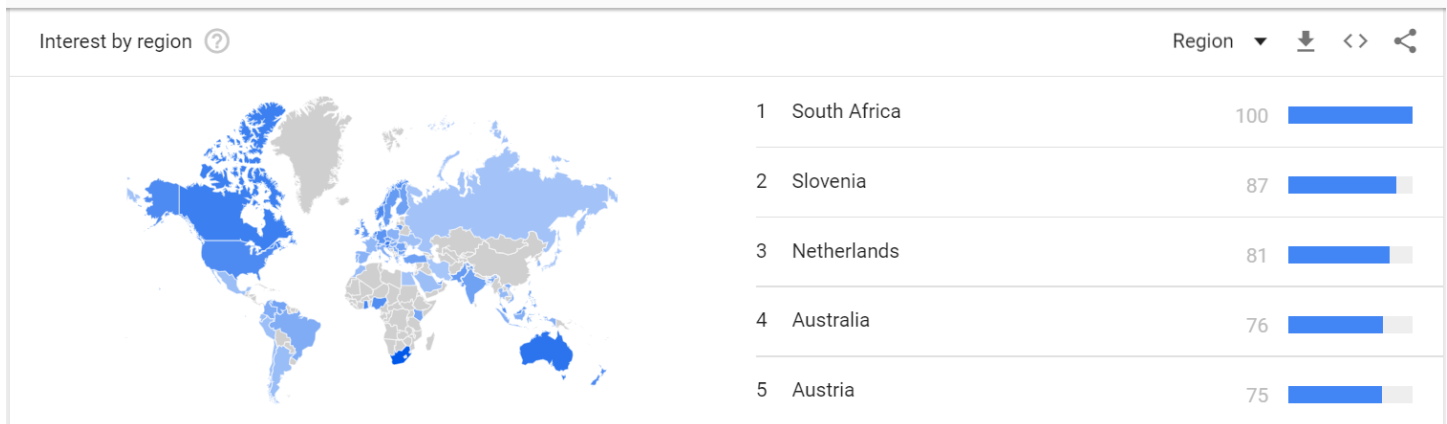 Interest by region
Region
1 South Africa 100
2 Slovenia 87
3 Netherlands 81
4 Australia 76
5 Austria 75